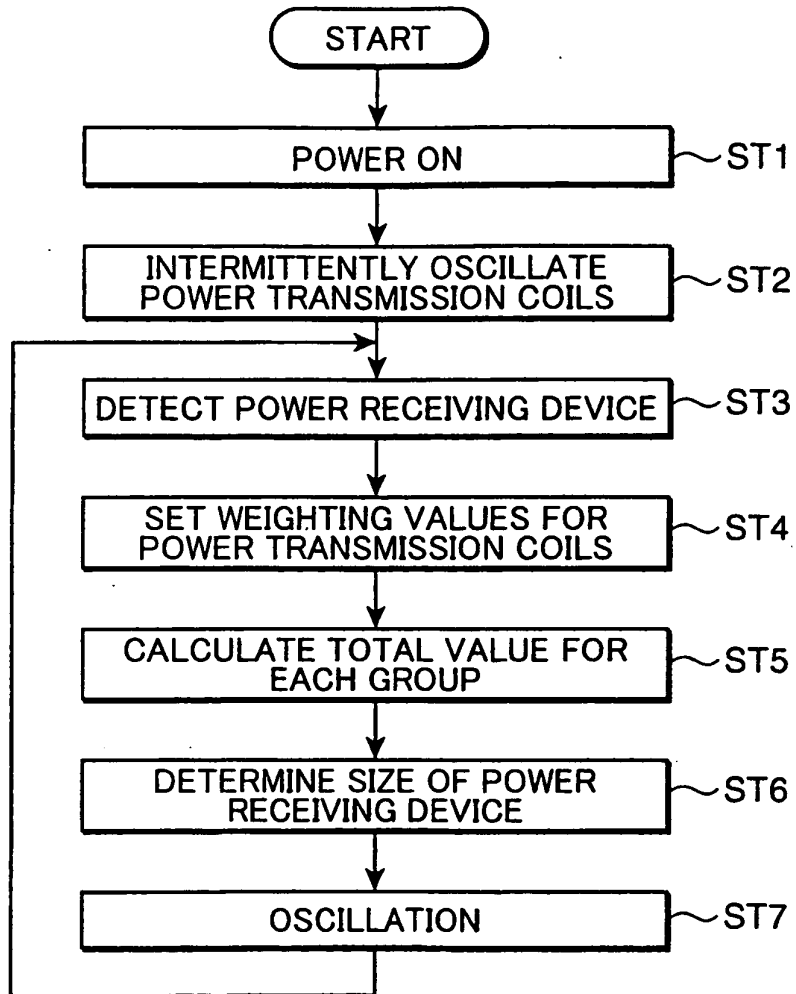 START
POWER ON
ST1
INTERMITTENTLY OSCILLATE
POWER TRANSMISSION COILS
ST2
DETECT POWER RECEIVING DEVICE
ST3
SET WEIGHTING VALUES FOR
POWER TRANSMISSION COILS
ST4
CALCULATE TOTAL VALUE FOR
EACH GROUP
ST5
DETERMINE SIZE OF POWER
RECEIVING DEVICE
ST6
OSCILLATION
ST7